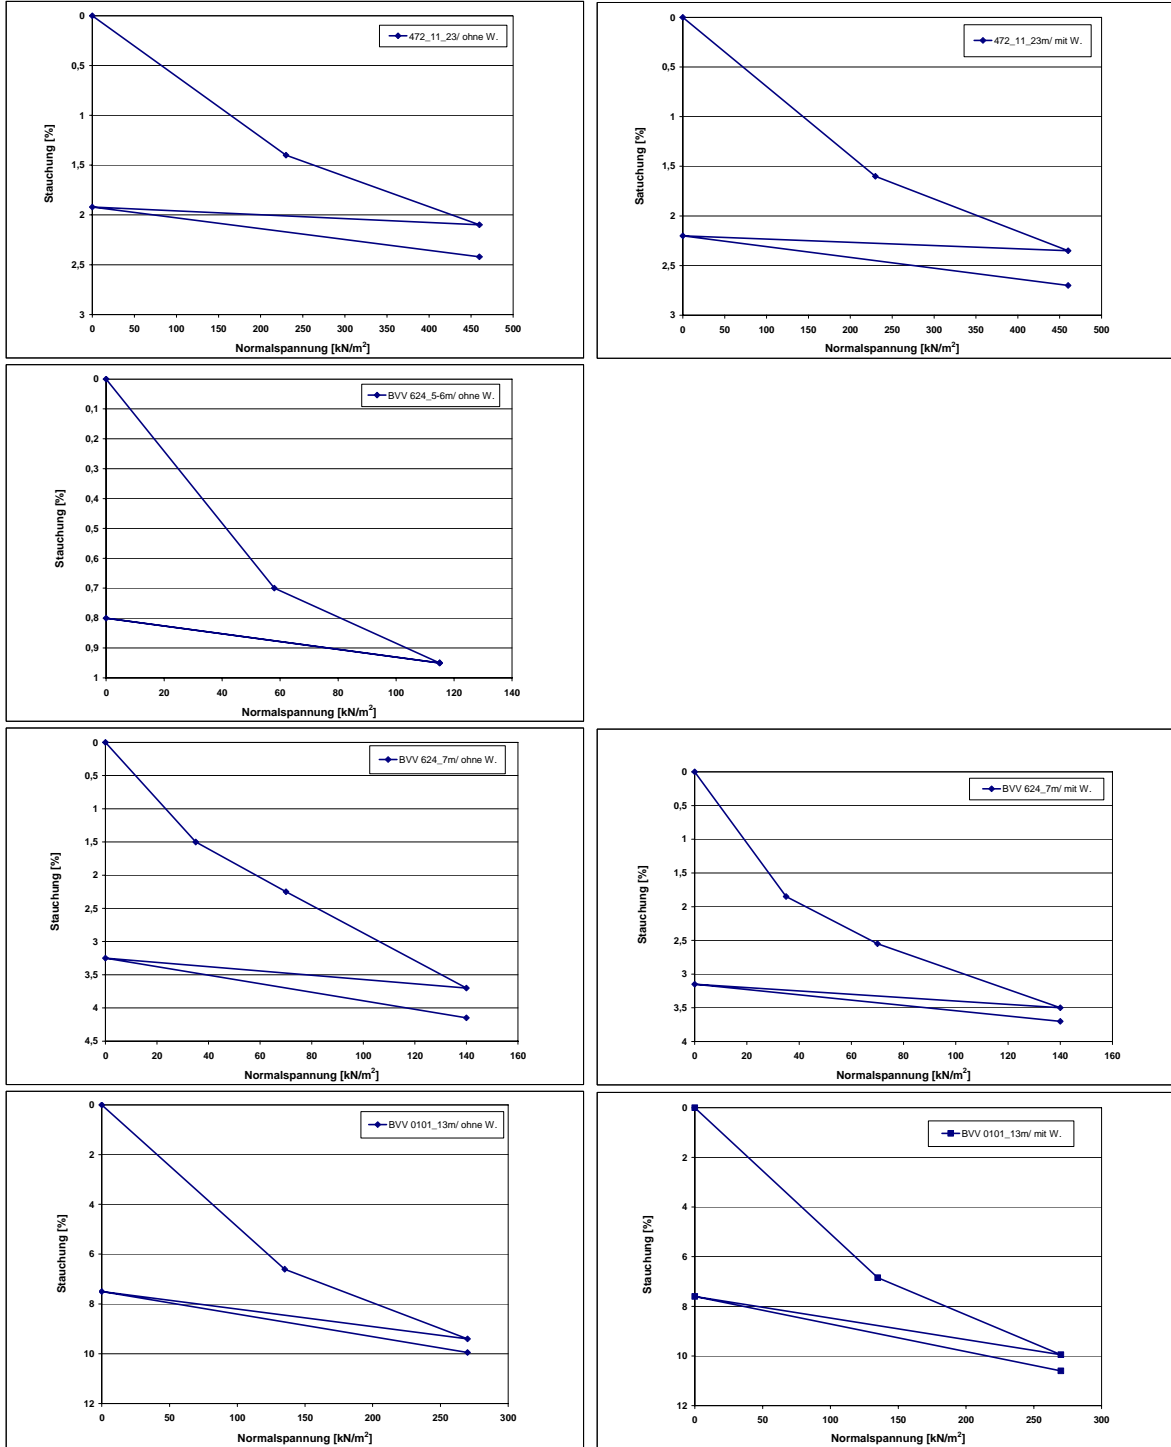 472_11_23/ ohne W.
0
0,5
1
1,5
2
2,5
3
Stauchung [%]
0 50 100 150 200 250 300 350 400 450 500
Normalspannung [kN/m²]
472_11_23m/ mit W.
0
0,5
1
1,5
2
2,5
3
Satuchung [%]
0 50 100 150 200 250 300 350 400 450 500
Normalspannung [kN/m²]
BVV 624_5-6m/ ohne W.
0
0,1
0,2
0,3
0,4
0,5
0,6
0,7
0,8
0,9
1
Stauchung [%]
0 20 40 60 80 100 120 140
Normalspannung [kN/m²]
BVV 624_7m/ ohne W.
0
0,5
1
1,5
2
2,5
3
3,5
4
4,5
Stauchung [%]
0 20 40 60 80 100 120 140 160
Normalspannung [kN/m²]
BVV 624_7m/ mit W.
0
0,5
1
1,5
2
2,5
3
3,5
4
Stauchung [%]
0 20 40 60 80 100 120 140 160
Normalspannung [kN/m²]
BVV 0101_13m/ ohne W.
0
2
4
6
8
10
12
Stauchung [%]
0 50 100 150 200 250 300
Normalspannung [kN/m²]
BVV 0101_13m/ mit W.
0
2
4
6
8
10
12
Stauchung [%]
0 50 100 150 200 250 300
Normalspannung [kN/m²]